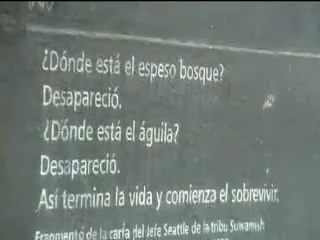 ¿Dónde está el espeso bosque?
Desapareció.
¿Dónde está el águila?
Desapareció.
Así termina la vida y comienza el sobrevivir.
Fragmento de la carta del Jefe Seattle de la tribu Suwamish